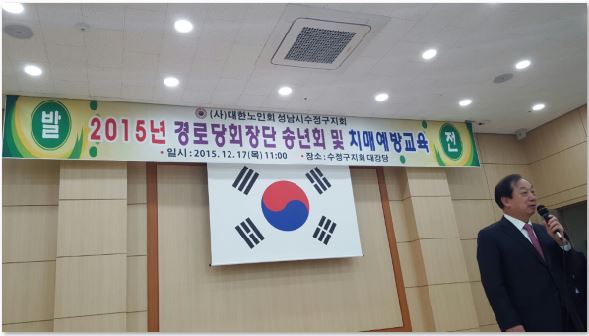 (사)대한노인회 성남시수정구지회
발 2015년 경로당회장단 송년회 및 치매예방교육 전
• 일시 : 2015. 12. 17(목) 11:00 • 장소 : 수정구지회 대강당